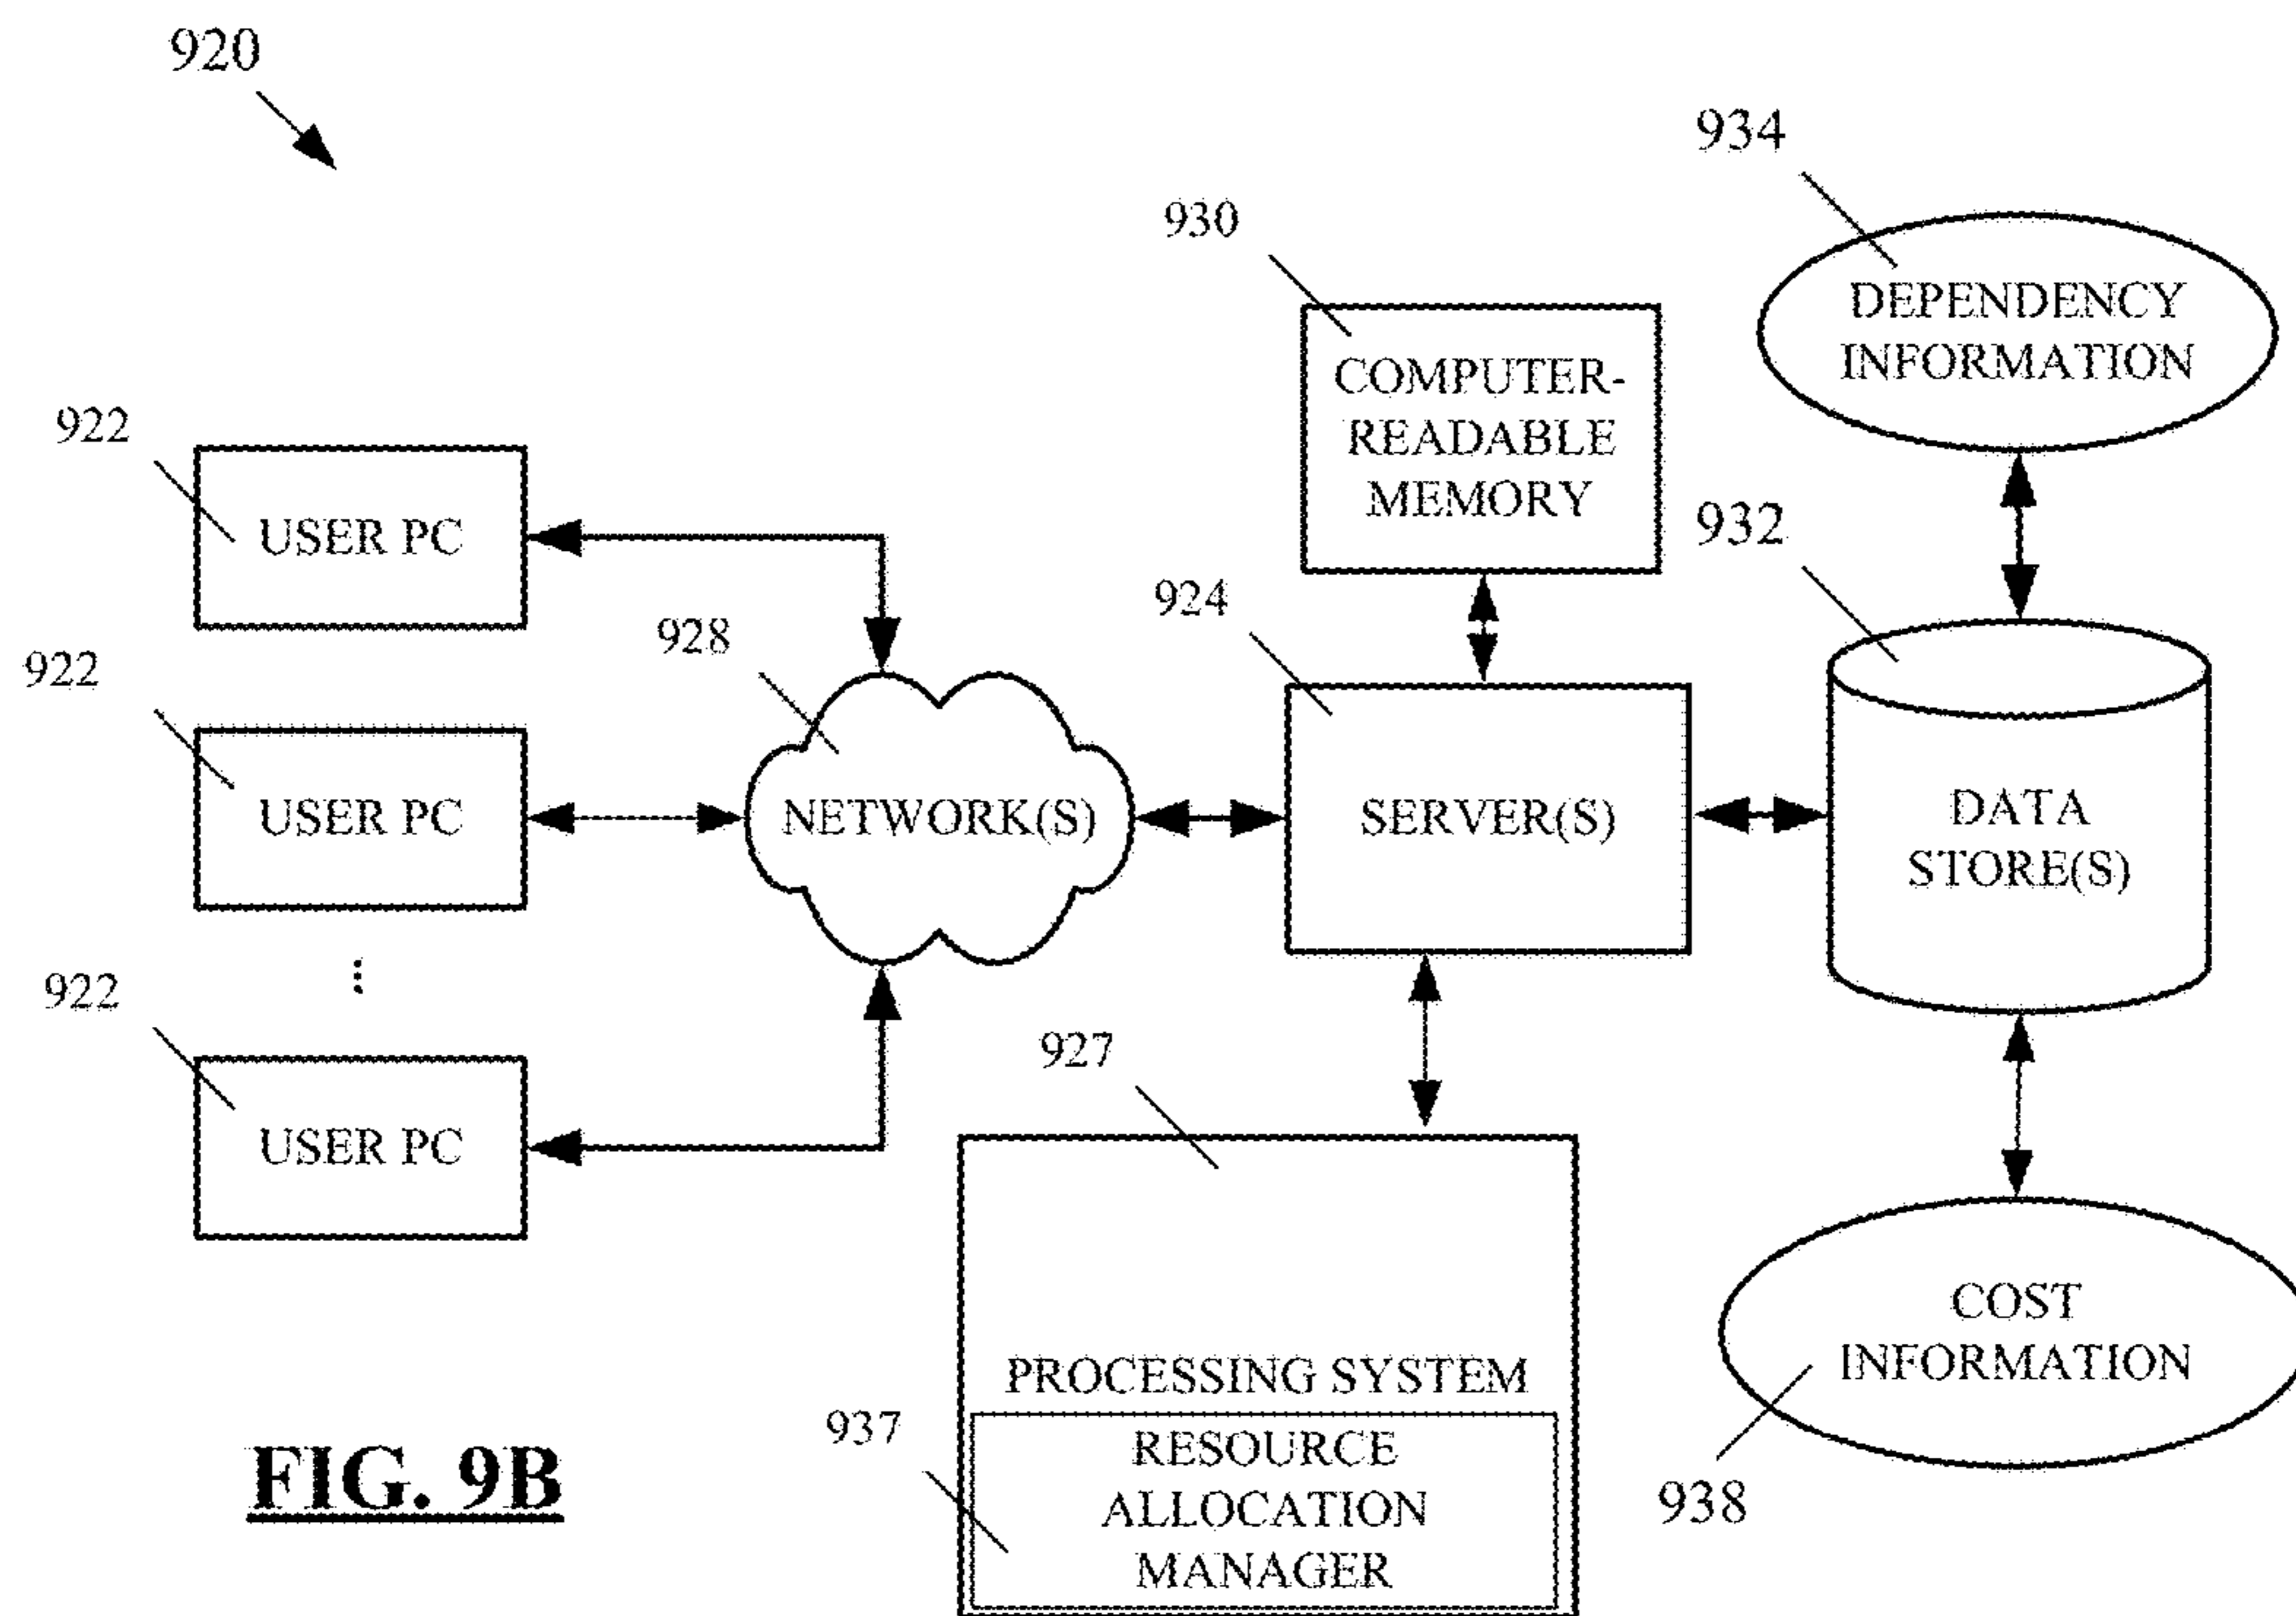 920
934
DEPENDENCY
INFORMATION
930
COMPUTER-
READABLE
MEMORY
922
USER PC
932
924
928
922
USER PC
NETWORK(S)
SERVER(S)
DATA
STORE(S)
...
922
USER PC
927
PROCESSING SYSTEM
937
RESOURCE
ALLOCATION
MANAGER
COST
INFORMATION
938
FIG. 9B